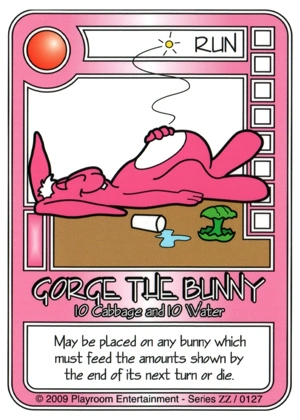 RUN
GORGE THE BUNNY
10 Cabbage and 10 Water
May be placed on any bunny which
must feed the amounts shown by
the end of its next turn or die.
© 2009 Playroom Entertainment - Series ZZ / 0127